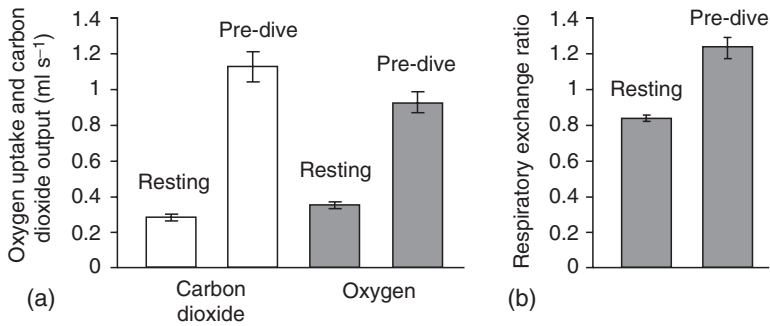 Oxygen uptake and carbon
dioxide output (ml s⁻¹)
1.4
1.2
1
0.8
0.6
0.4
0.2
0
Resting
Pre-dive
Resting
Pre-dive
Carbon
dioxide
Oxygen
(a)
Respiratory exchange ratio
1.4
1.2
1
0.8
0.6
0.4
0.2
0
Resting
Pre-dive
(b)